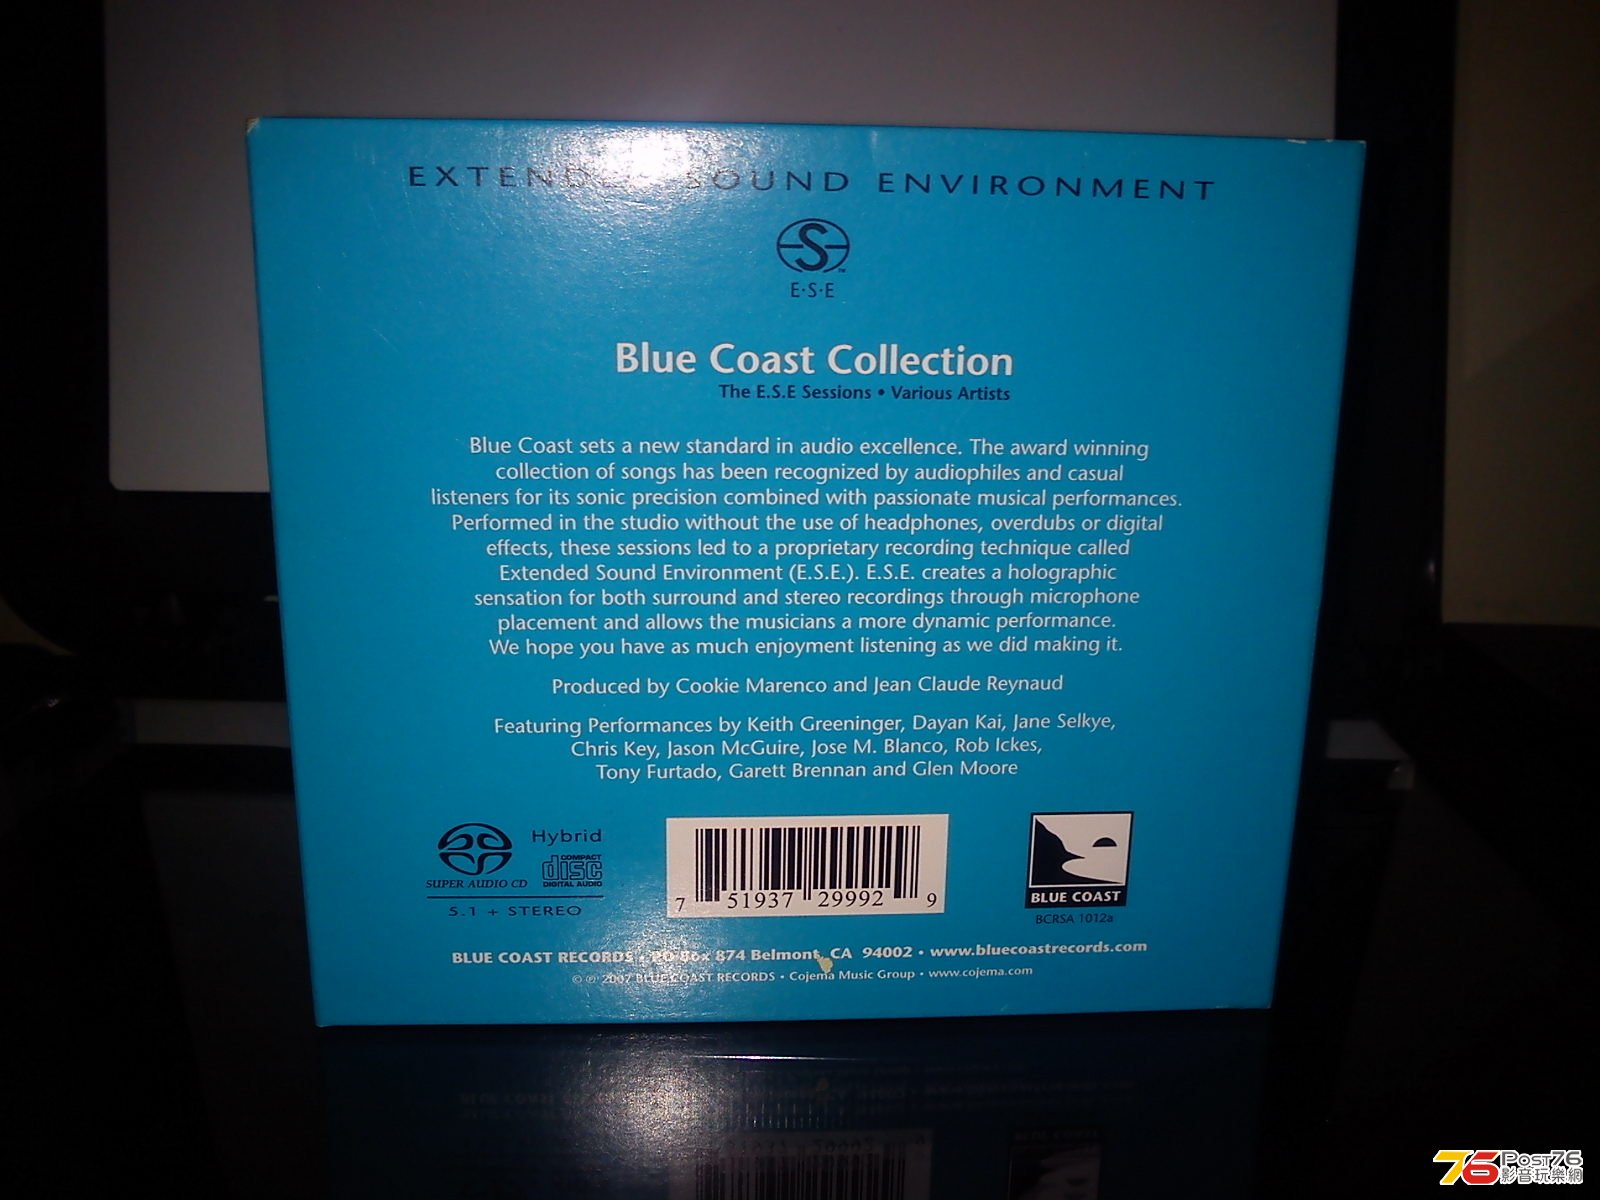 EXTENDED SOUND ENVIRONMENT
S
™
E·S·E
Blue Coast Collection
The E.S.E Sessions • Various Artists
Blue Coast sets a new standard in audio excellence. The award winning
collection of songs has been recognized by audiophiles and casual
listeners for its sonic precision combined with passionate musical performances.
Performed in the studio without the use of headphones, overdubs or digital
effects, these sessions led to a proprietary recording technique called
Extended Sound Environment (E.S.E.). E.S.E. creates a holographic
sensation for both surround and stereo recordings through microphone
placement and allows the musicians a more dynamic performance.
We hope you have as much enjoyment listening as we did making it.
Produced by Cookie Marenco and Jean Claude Reynaud
Featuring Performances by Keith Greeninger, Dayan Kai, Jane Selkye,
Chris Key, Jason McGuire, Jose M. Blanco, Rob Ickes,
Tony Furtado, Garett Brennan and Glen Moore
SUPER AUDIO CD
Hybrid
COMPACT
disc
DIGITAL AUDIO
5.1 + STEREO
7 51937 29992 9
BLUE COAST
BCRSA 1012a
BLUE COAST RECORDS • PO Box 874 Belmont, CA 94002 • www.bluecoastrecords.com
© ℗ 2007 BLUE COAST RECORDS • Cojema Music Group • www.cojema.com
76 Post76
影音玩樂網